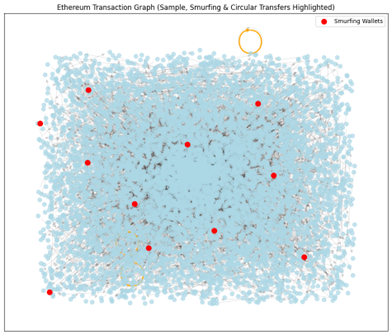 Ethereum Transaction Graph (Sample, Smurfing & Circular Transfers Highlighted)
Smurfing Wallets